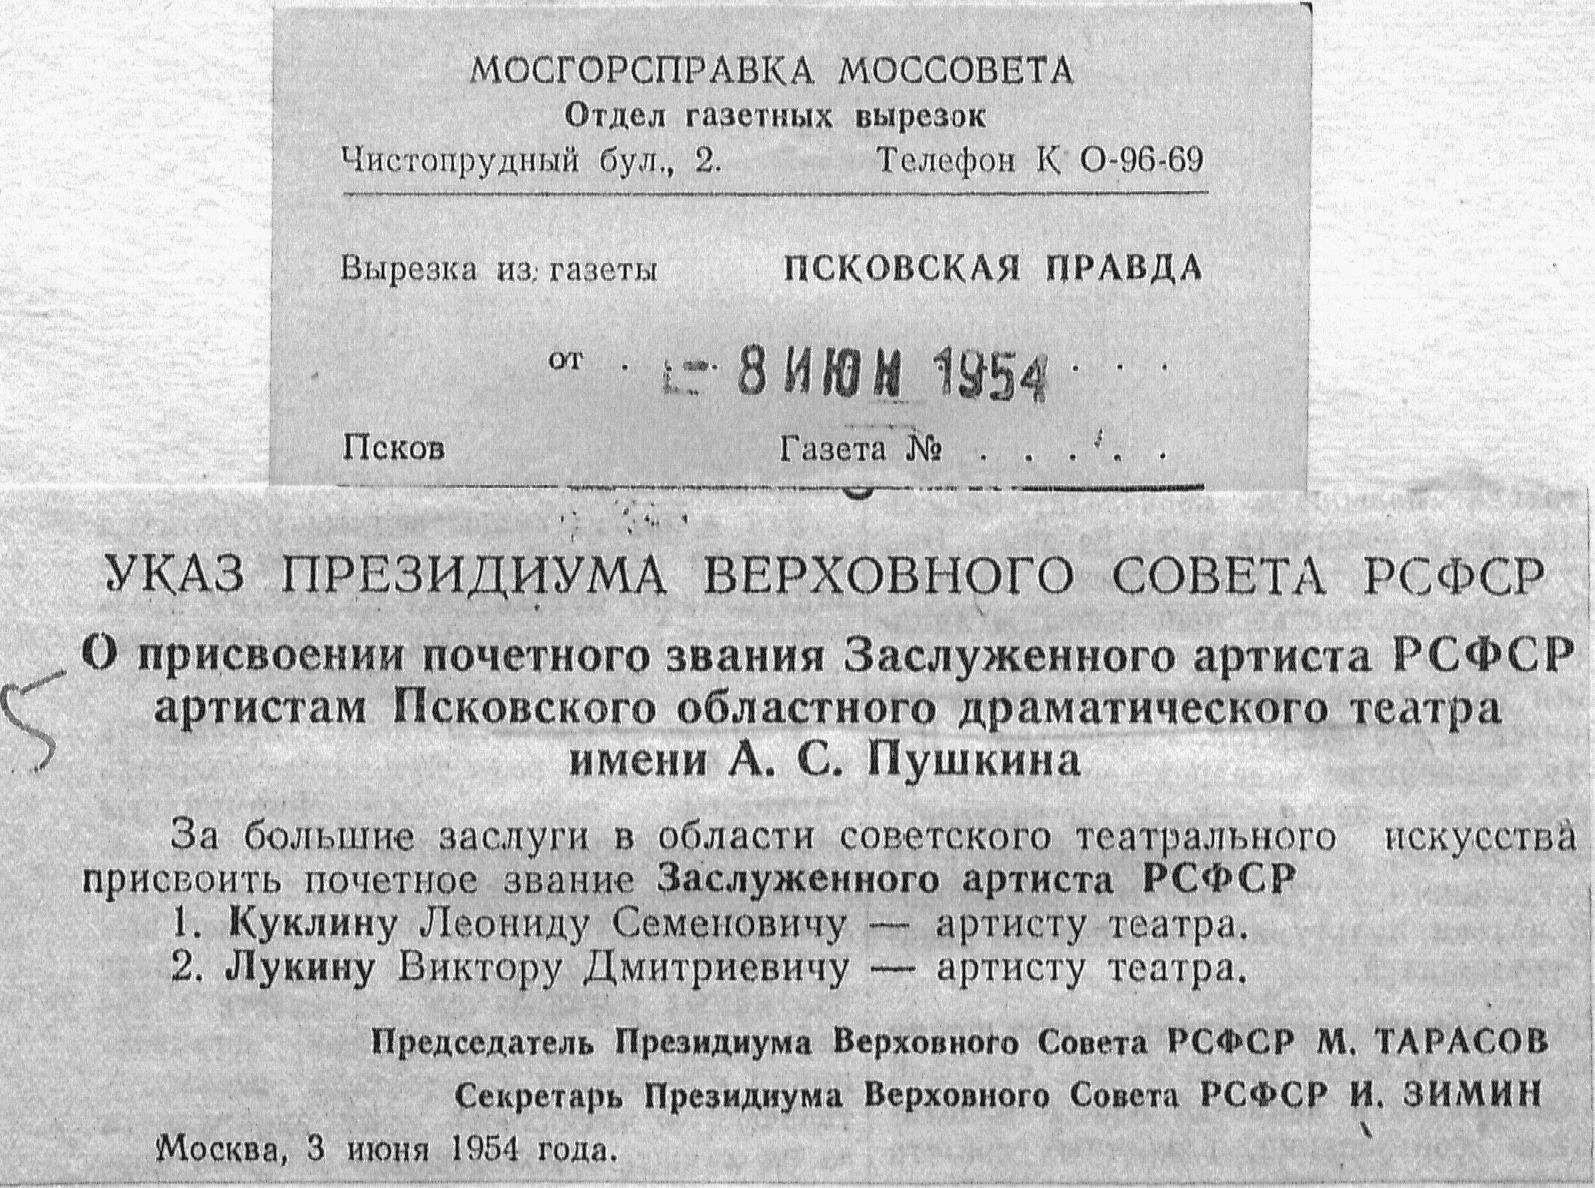 МОСГОРСПРАВКА МОССОВЕТА
Отдел газетных вырезок
Чистопрудный бул., 2. Телефон К 0-96-69
Вырезка из газеты ПСКОВСКАЯ ПРАВДА
от . - 8 ИЮН 1954 . . .
Псков Газета № . . . . .
УКАЗ ПРЕЗИДИУМА ВЕРХОВНОГО СОВЕТА РСФСР
О присвоении почетного звания Заслуженного артиста РСФСР
артистам Псковского областного драматического театра
имени А. С. Пушкина
За большие заслуги в области советского театрального искусства
присвоить почетное звание Заслуженного артиста РСФСР
1. Куклину Леониду Семеновичу — артисту театра.
2. Лукину Виктору Дмитриевичу — артисту театра.
Председатель Президиума Верховного Совета РСФСР М. ТАРАСОВ
Секретарь Президиума Верховного Совета РСФСР И. ЗИМИН
Москва, 3 июня 1954 года.